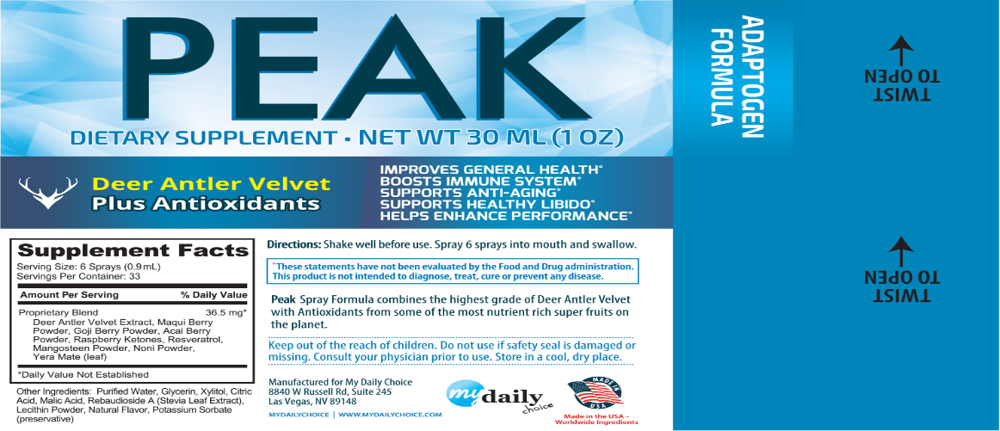 PEAK
DIETARY SUPPLEMENT • NET WT 30 ML (1 OZ)
Deer Antler Velvet
Plus Antioxidants
IMPROVES GENERAL HEALTH°
BOOSTS IMMUNE SYSTEM°
SUPPORTS ANTI-AGING°
SUPPORTS HEALTHY LIBIDO°
HELPS ENHANCE PERFORMANCE°
Supplement Facts
Serving Size: 6 Sprays (0.9mL)
Servings Per Container: 33
Amount Per Serving % Daily Value
Proprietary Blend 36.5 mg*
Deer Antler Velvet Extract, Maqui Berry
Powder, Goji Berry Powder, Acai Berry
Powder, Raspberry Ketones, Resveratrol,
Mangosteen Powder, Noni Powder,
Yera Mate (leaf)
*Daily Value Not Established
Other Ingredients: Purified Water, Glycerin, Xylitol, Citric
Acid, Malic Acid, Rebaudioside A (Stevia Leaf Extract),
Lecithin Powder, Natural Flavor, Potassium Sorbate
(preservative)
Directions: Shake well before use. Spray 6 sprays into mouth and swallow.
°These statements have not been evaluated by the Food and Drug administration.
This product is not intended to diagnose, treat, cure or prevent any disease.
Peak Spray Formula combines the highest grade of Deer Antler Velvet
with Antioxidants from some of the most nutrient rich super fruits on
the planet.
Keep out of the reach of children. Do not use if safety seal is damaged or
missing. Consult your physician prior to use. Store in a cool, dry place.
Manufactured for My Daily Choice
8840 W Russell Rd, Suite 245
Las Vegas, NV 89148
MYDAILYCHOICE | WWW.MYDAILYCHOICE.COM
my daily
choice
MADE IN
USA
Made in the USA –
Worldwide Ingredients
ADAPTOGEN
FORMULA
TWIST
TO OPEN
TWIST
TO OPEN